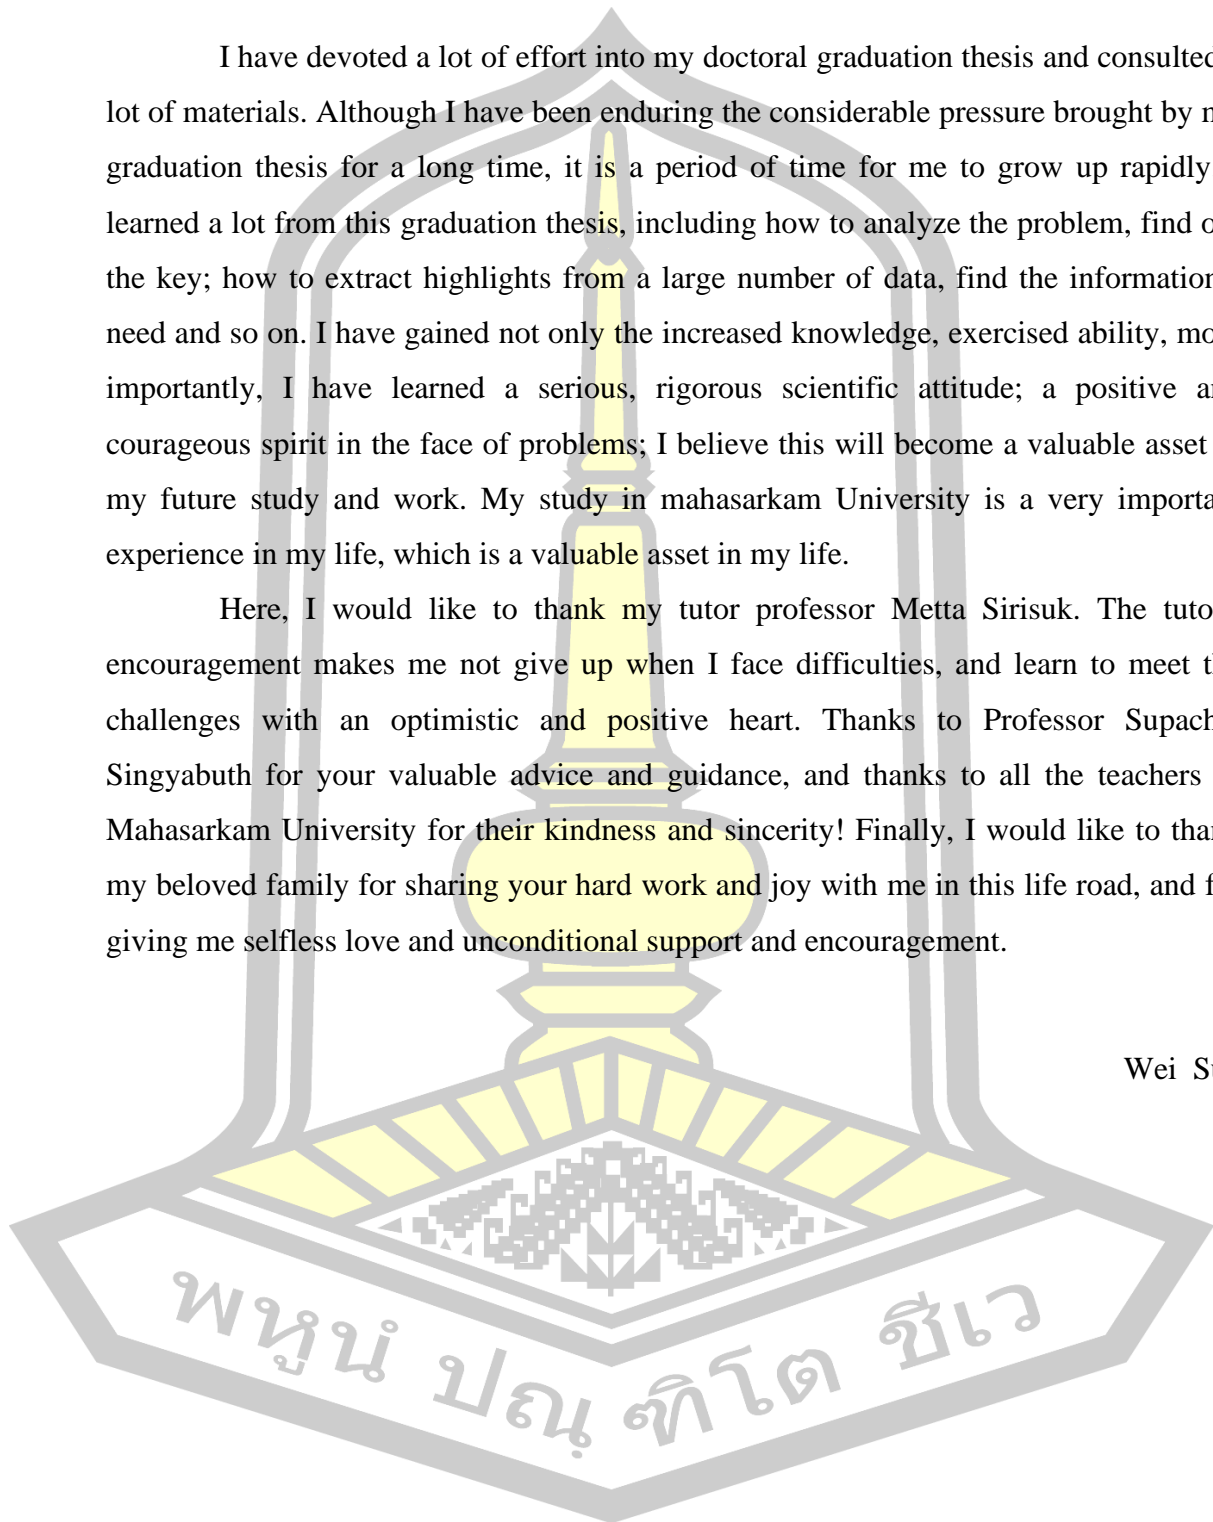 I have devoted a lot of effort into my doctoral graduation thesis and consulted
lot of materials. Although I have been enduring the considerable pressure brought by
graduation thesis for a long time, it is a period of time for me to grow up rapidly
learned a lot from this graduation thesis, including how to analyze the problem, find
the key; how to extract highlights from a large number of data, find the information
need and so on. I have gained not only the increased knowledge, exercised ability,
importantly, I have learned a serious, rigorous scientific attitude; a positive
courageous spirit in the face of problems; I believe this will become a valuable asset
my future study and work. My study in mahasarkam University is a very
experience in my life, which is a valuable asset in my life.
Here, I would like to thank my tutor professor Metta Sirisuk. The
encouragement makes me not give up when I face difficulties, and learn to meet
challenges with an optimistic and positive heart. Thanks to Professor
Singyabuth for your valuable advice and guidance, and thanks to all the teachers
Mahasarkam University for their kindness and sincerity! Finally, I would like to
my beloved family for sharing your hard work and joy with me in this life road, and
giving me selfless love and unconditional support and encouragement.
Wei
พหูนํ ปณฺฑิโต ชีเว